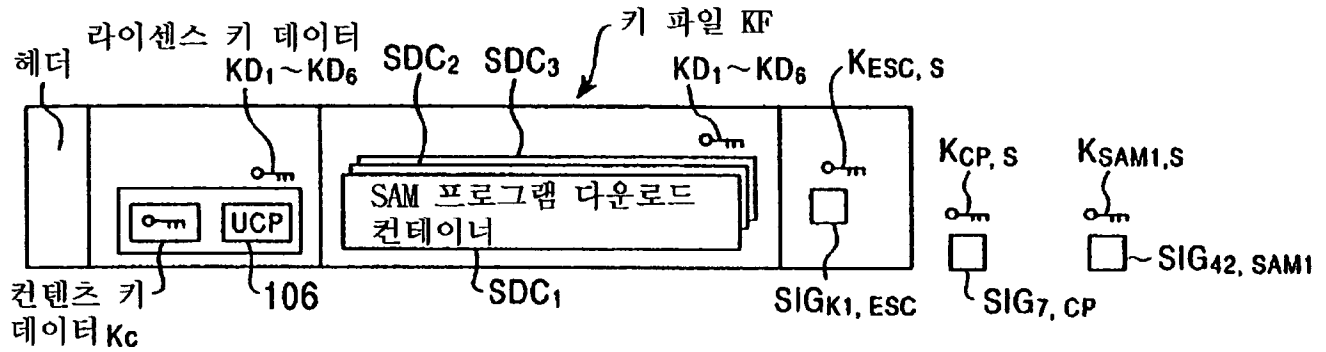 키 파일 KF
라이센스 키 데이터
헤더
KD1~KD6
SDC2
SDC3
KD1~KD6
KESC, S
KCP, S
KSAM1,S
SAM 프로그램 다운로드
컨테이너
UCP
컨텐츠 키
데이터 Kc
106
SDC1
SIGK1, ESC
SIG7, CP
SIG42, SAM1